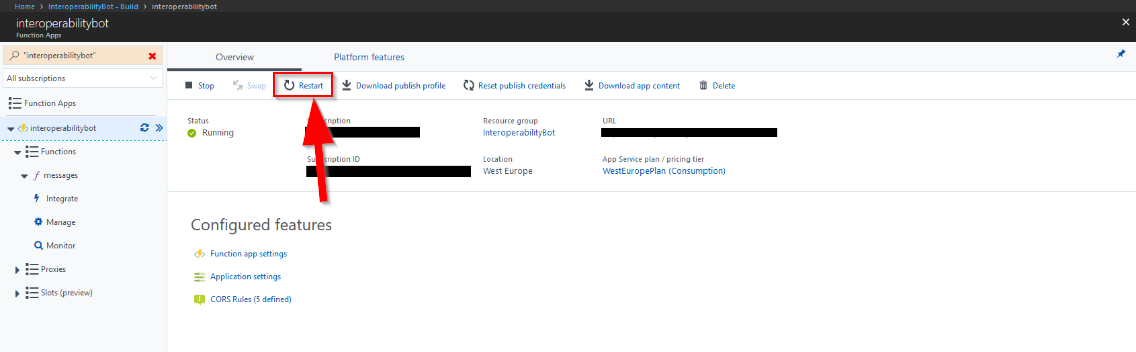 Home > InteroperabilityBot - Build > interoperabilitybot
interoperabilitybot
Function Apps
"interoperabilitybot"
All subscriptions
Function Apps
interoperabilitybot
Functions
messages
Integrate
Manage
Monitor
Proxies
Slots (preview)
Overview
Platform features
Stop
Swap
Restart
Download publish profile
Reset publish credentials
Download app content
Delete
Status
Running
Subscription ID
Resource group
InteroperabilityBot
Location
West Europe
URL
App Service plan / pricing tier
WestEuropePlan (Consumption)
Configured features
Function app settings
Application settings
CORS Rules (5 defined)